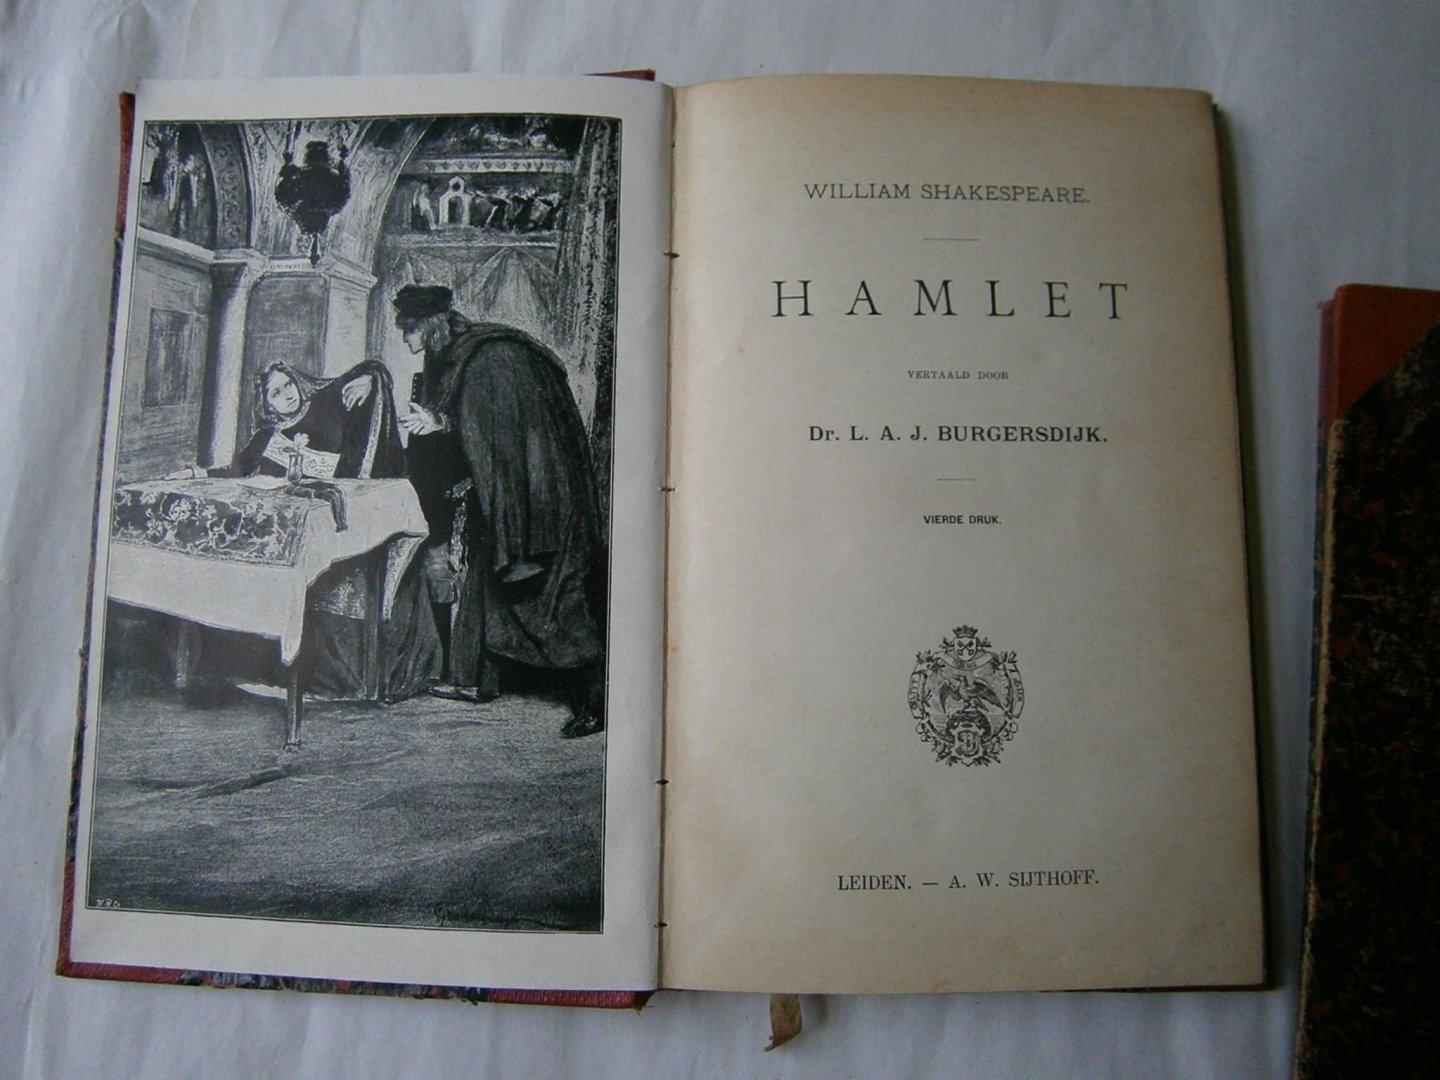 WILLIAM SHAKESPEARE.
HAMLET
VERTAALD DOOR
Dr. L. A. J. BURGERSDIJK.
VIERDE DRUK.
LEIDEN. — A. W. SIJTHOFF.